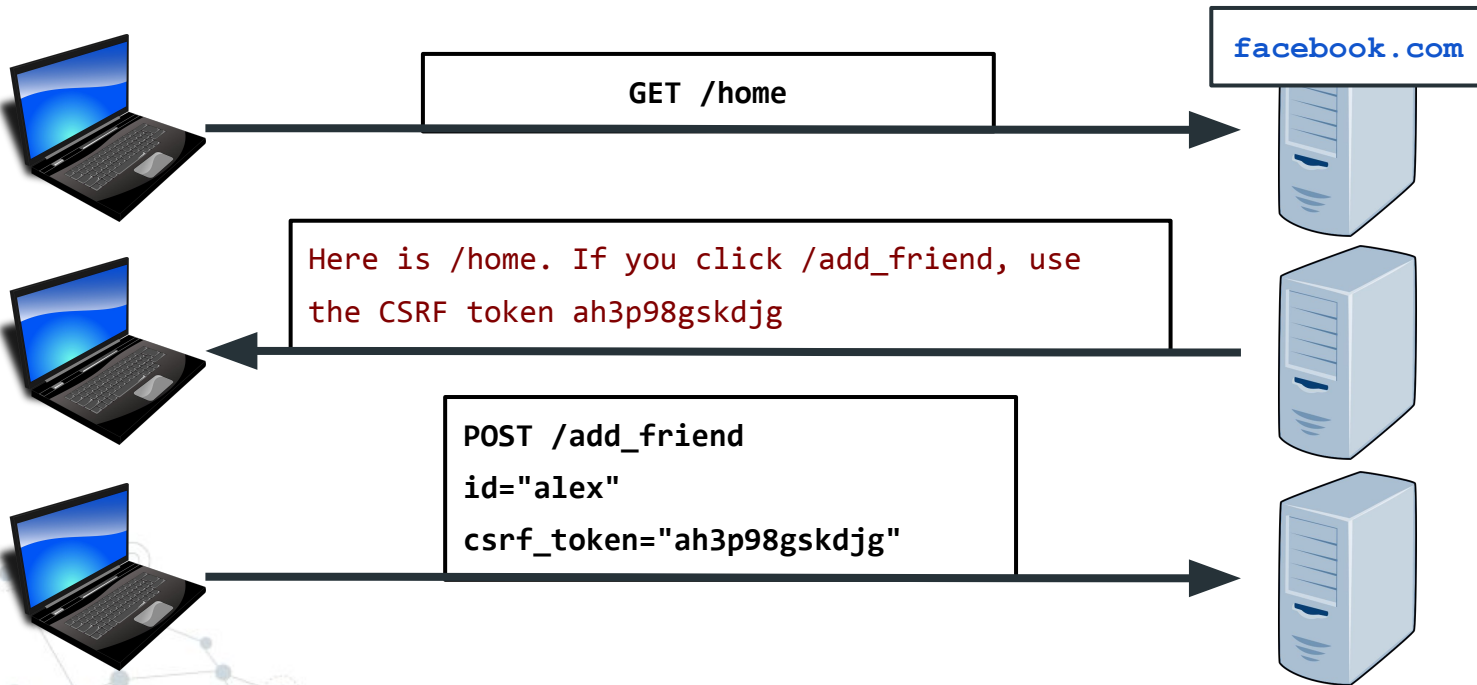 facebook.com
GET /home
Here is /home. If you click /add_friend, use
the CSRF token ah3p98gskdjg
POST /add_friend
id="alex"
csrf_token="ah3p98gskdjg"